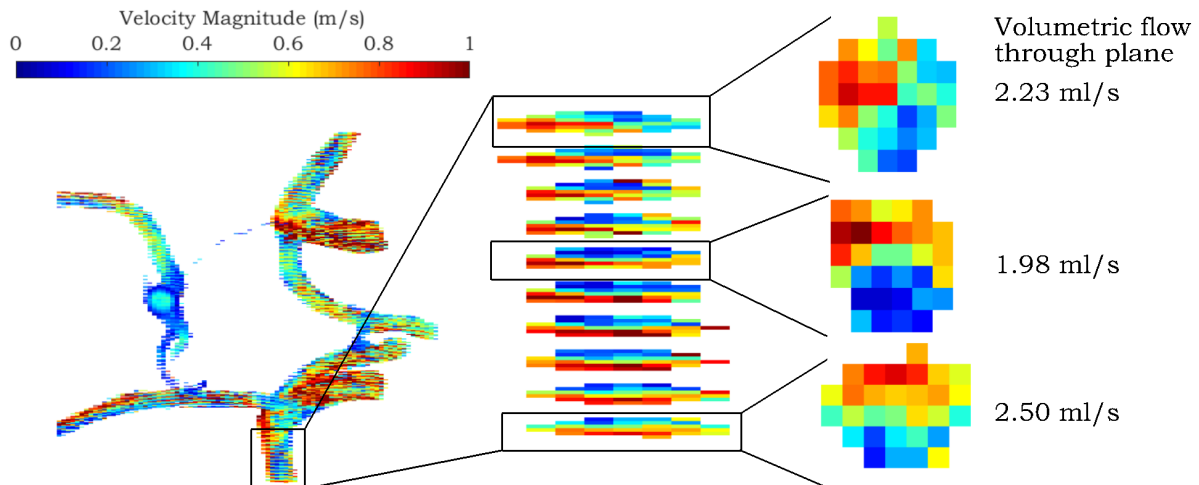 Velocity Magnitude (m/s)
0 0.2 0.4 0.6 0.8 1
Volumetric flow
through plane
2.23 ml/s
1.98 ml/s
2.50 ml/s